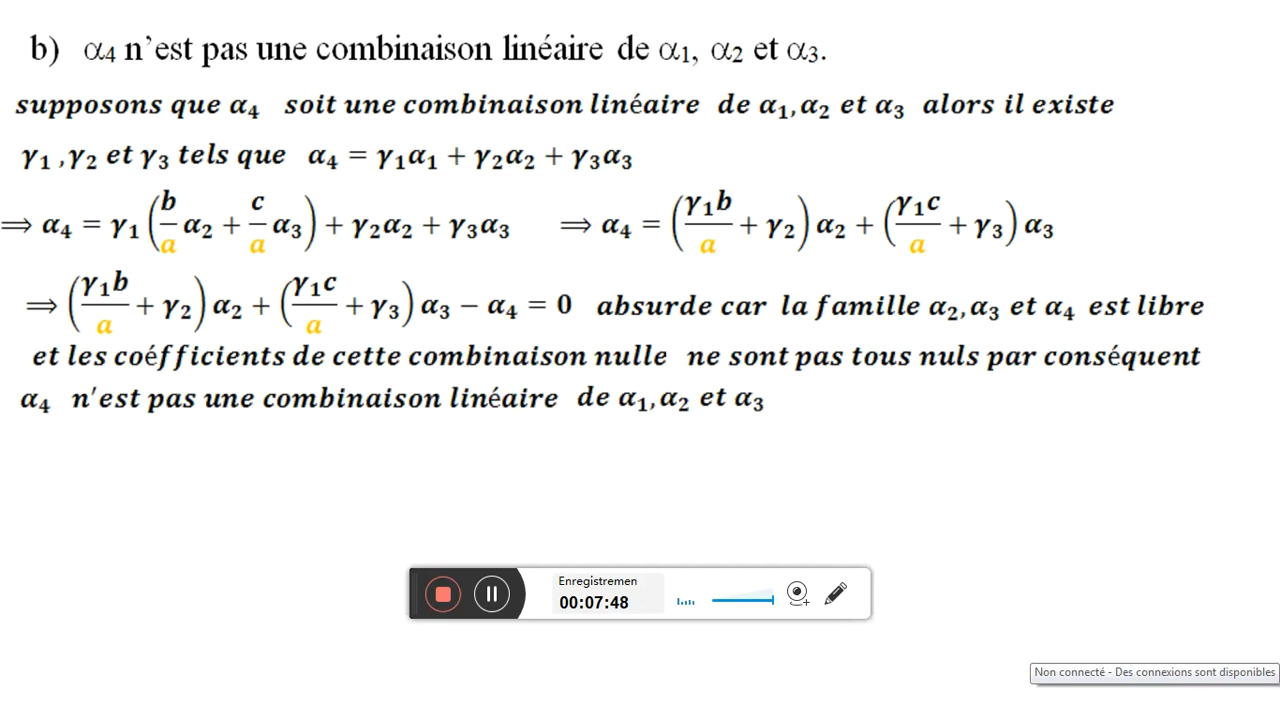 b) α4 n'est pas une combinaison linéaire de α1, α2 et α3.
supposons que α₄ soit une combinaison linéaire de α₁,α₂ et α₃ alors il existe
γ₁ ,γ₂ et γ₃ tels que α₄ = γ₁α₁ + γ₂α₂ + γ₃α₃
⟹ α₄ = γ₁(b/a α₂ + c/a α₃) + γ₂α₂ + γ₃α₃ ⟹ α₄ = (γ₁b/a + γ₂) α₂ + (γ₁c/a + γ₃) α₃
⟹ (γ₁b/a + γ₂) α₂ + (γ₁c/a + γ₃) α₃ − α₄ = 0 absurde car la famille α₂,α₃ et α₄ est libre
et les coéfficients de cette combinaison nulle ne sont pas tous nuls par conséquent
α₄ n'est pas une combinaison linéaire de α₁,α₂ et α₃
Enregistremen
00:07:48
Non connecté - Des connexions sont disponibles